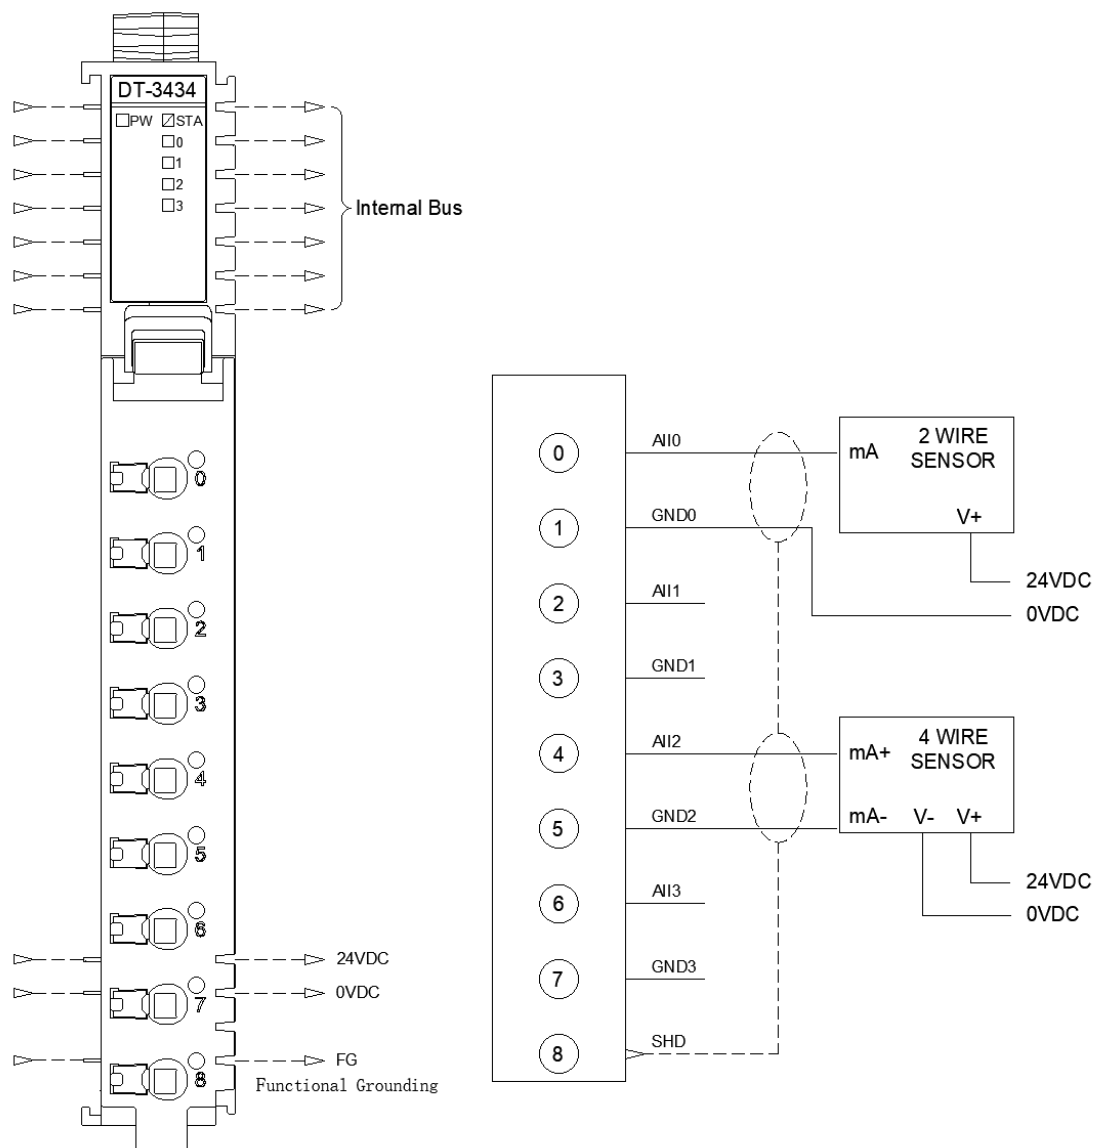 DT-3434
PW STA
0
1
2
3
Internal Bus
0
1
2
3
4
5
6
7
8
24VDC
0VDC
FG
Functional Grounding
0
1
2
3
4
5
6
7
8
AII0
GND0
AII1
GND1
AII2
GND2
AII3
GND3
SHD
mA
2 WIRE
SENSOR
V+
24VDC
0VDC
mA+
4 WIRE
SENSOR
mA- V- V+
24VDC
0VDC